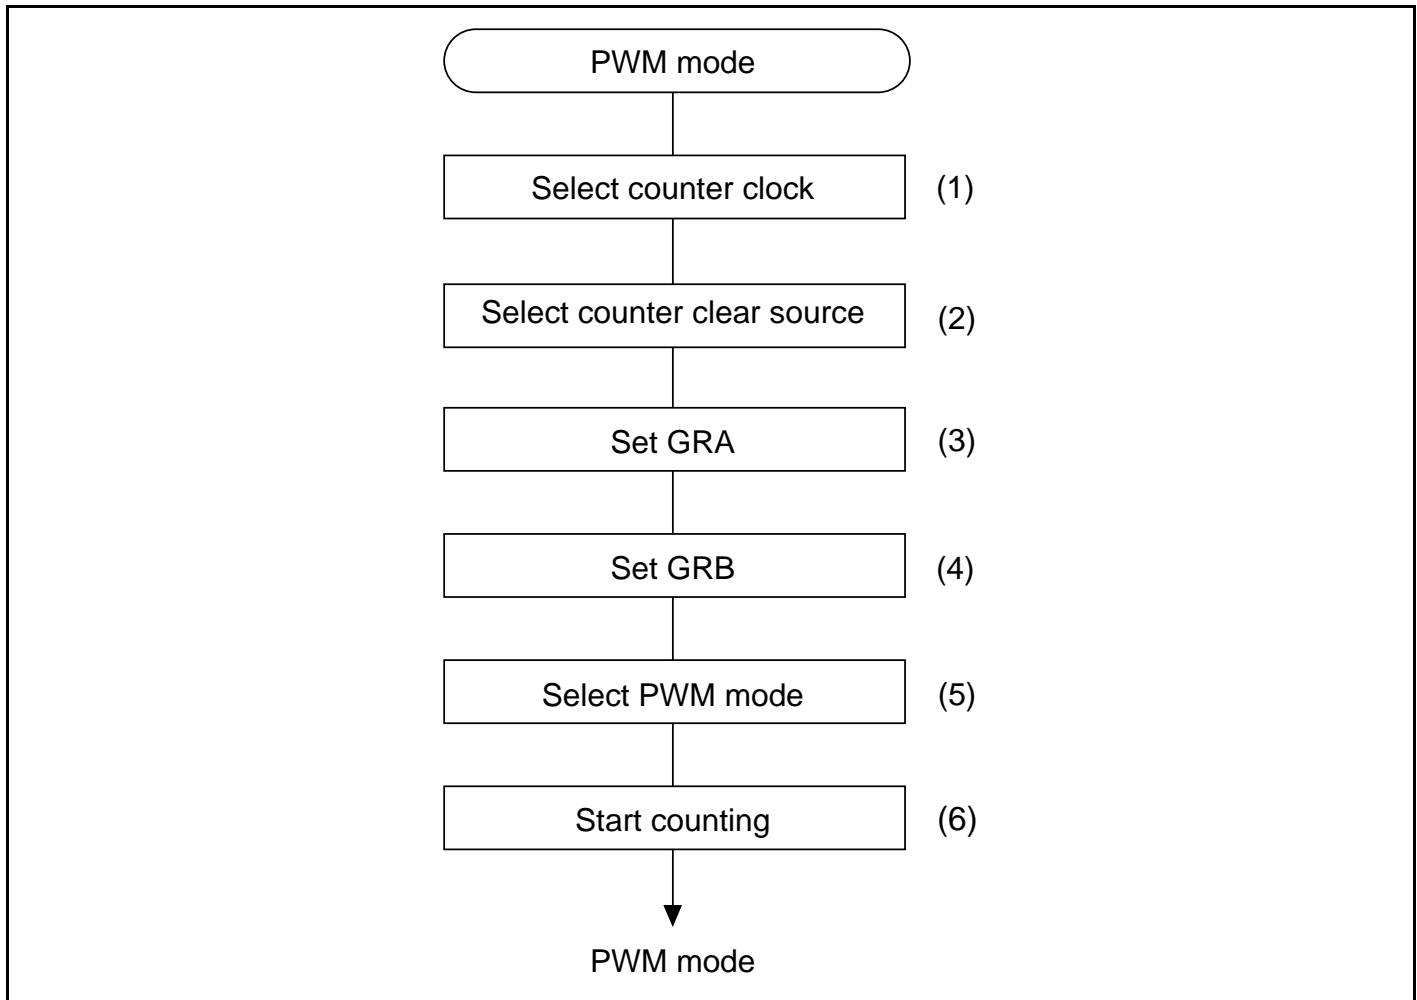 PWM mode
Select counter clock (1)
Select counter clear source (2)
Set GRA (3)
Set GRB (4)
Select PWM mode (5)
Start counting (6)
PWM mode